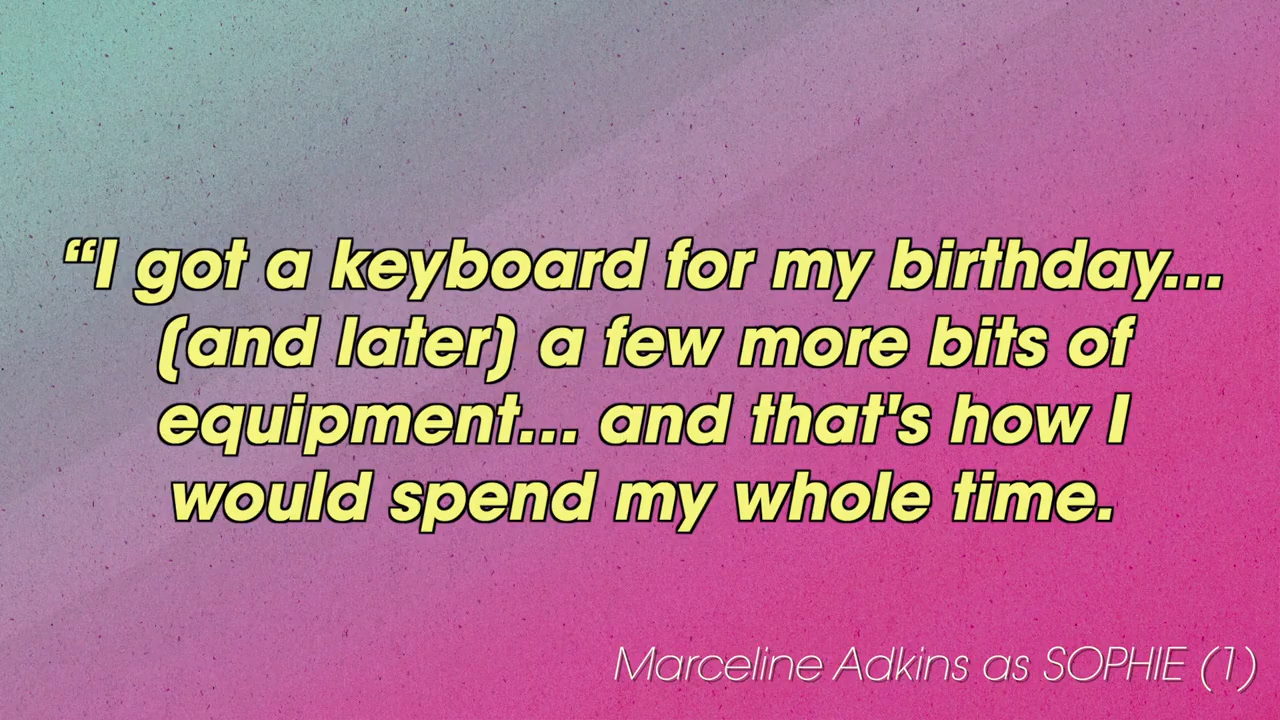 “I got a keyboard for my birthday...
(and later) a few more bits of
equipment... and that's how I
would spend my whole time.
Marceline Adkins as SOPHIE (1)